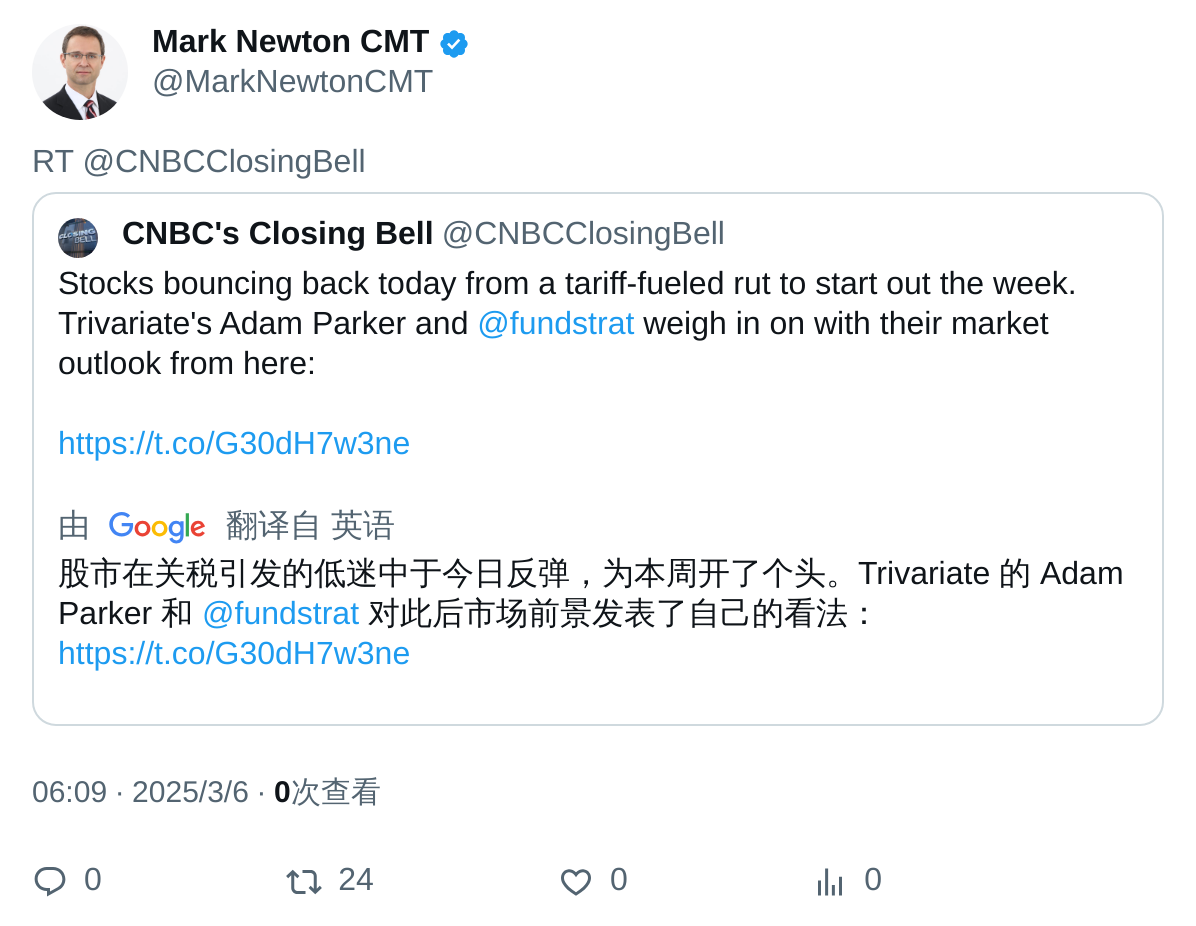 Mark Newton CMT
@MarkNewtonCMT
RT @CNBCClosingBell
CLOSING
BELL
CNBC's Closing Bell @CNBCClosingBell
Stocks bouncing back today from a tariff-fueled rut to start out the week.
Trivariate's Adam Parker and @fundstrat weigh in on with their market
outlook from here:
https://t.co/G30dH7w3ne
由 Google 翻译自 英语
股市在关税引发的低迷中于今日反弹，为本周开了个头。Trivariate 的 Adam
Parker 和 @fundstrat 对此后市场前景发表了自己的看法：
https://t.co/G30dH7w3ne
06:09 · 2025/3/6 · 0次查看
0 24 0 0